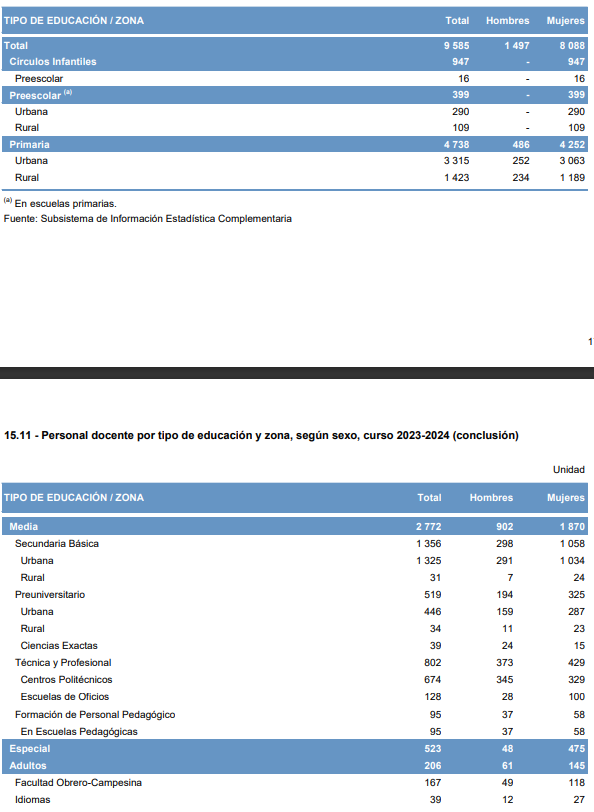 TIPO DE EDUCACIÓN / ZONA Total Hombres Mujeres
Total 9 585 1 497 8 088
Círculos Infantiles 947 - 947
Preescolar 16 - 16
Preescolar (a) 399 - 399
Urbana 290 - 290
Rural 109 - 109
Primaria 4 738 486 4 252
Urbana 3 315 252 3 063
Rural 1 423 234 1 189
(a) En escuelas primarias.
Fuente: Subsistema de Información Estadística Complementaria
1
15.11 - Personal docente por tipo de educación y zona, según sexo, curso 2023-2024 (conclusión)
Unidad
TIPO DE EDUCACIÓN / ZONA Total Hombres Mujeres
Media 2 772 902 1 870
Secundaria Básica 1 356 298 1 058
Urbana 1 325 291 1 034
Rural 31 7 24
Preuniversitario 519 194 325
Urbana 446 159 287
Rural 34 11 23
Ciencias Exactas 39 24 15
Técnica y Profesional 802 373 429
Centros Politécnicos 674 345 329
Escuelas de Oficios 128 28 100
Formación de Personal Pedagógico 95 37 58
En Escuelas Pedagógicas 95 37 58
Especial 523 48 475
Adultos 206 61 145
Facultad Obrero-Campesina 167 49 118
Idiomas 39 12 27